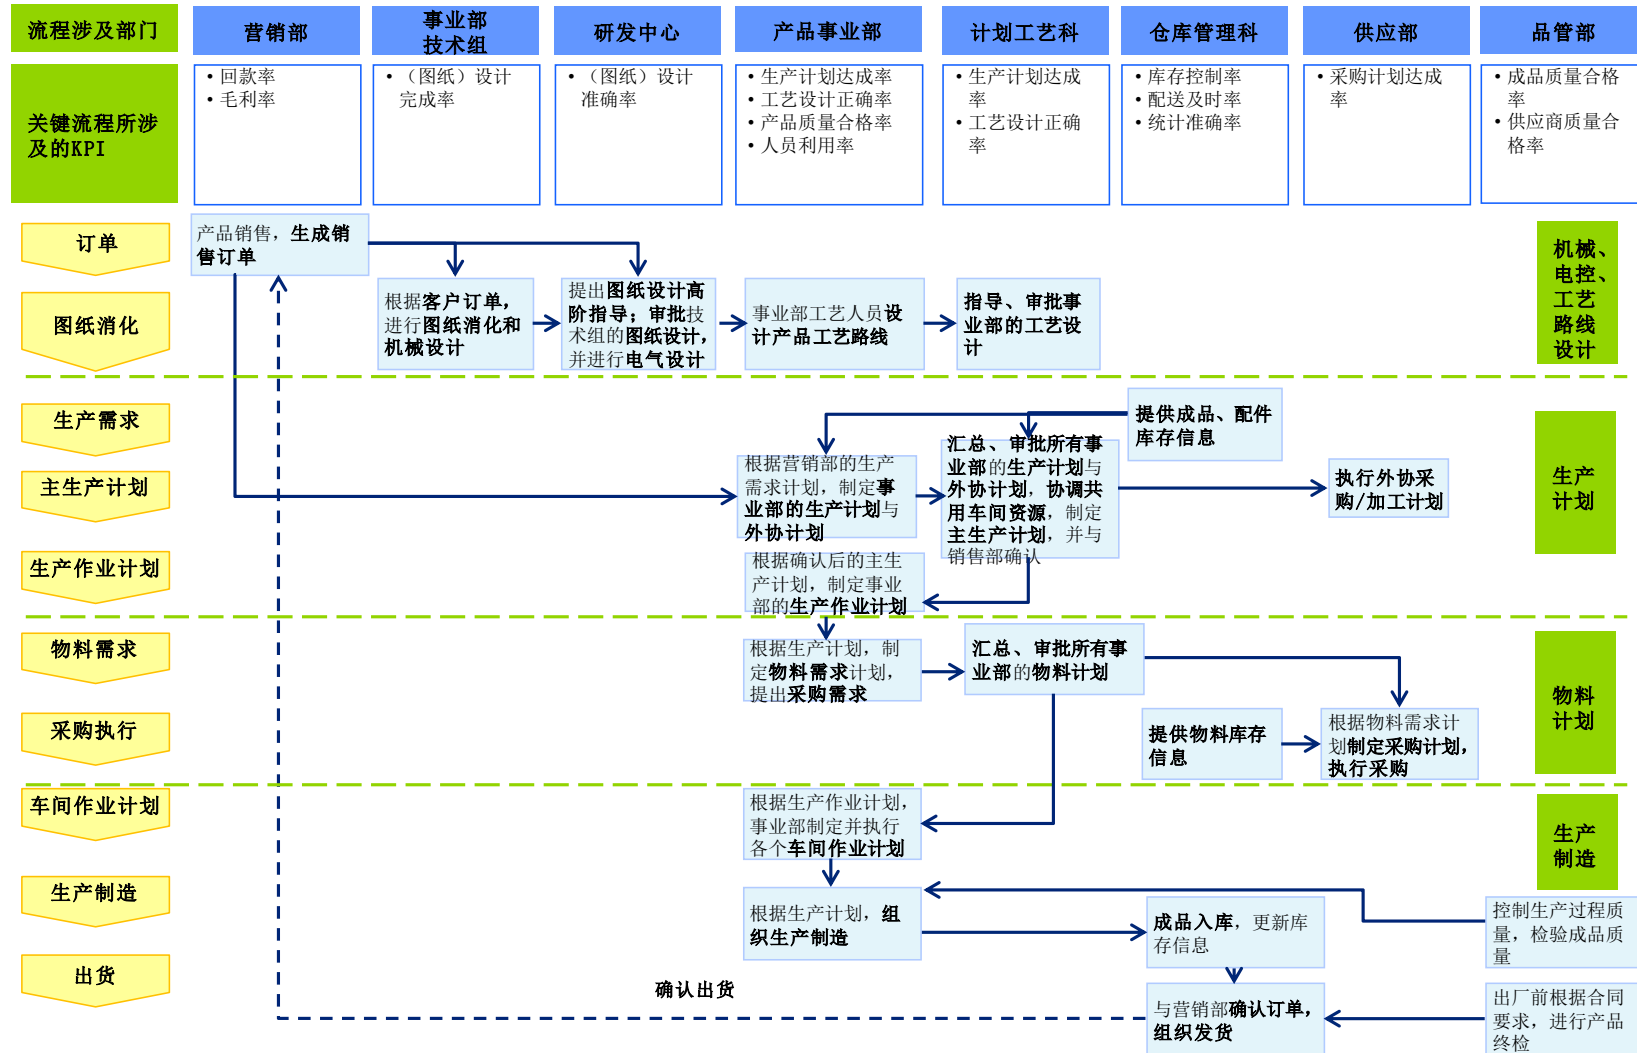 流程涉及部门
营销部
事业部
技术组
研发中心
产品事业部
计划工艺科
仓库管理科
供应部
品管部
关键流程所涉
及的KPI
• 回款率
• 毛利率
• （图纸）设计
完成率
• （图纸）设计
准确率
• 生产计划达成率
• 工艺设计正确率
• 产品质量合格率
• 人员利用率
• 生产计划达成
率
• 工艺设计正确
率
• 库存控制率
• 配送及时率
• 统计准确率
• 采购计划达成
率
• 成品质量合格
率
• 供应商质量合
格率
订单
产品销售，生成销
售订单
机械、
电控、
工艺
路线
设计
图纸消化
根据客户订单，
进行图纸消化和
机械设计
提出图纸设计高
阶指导；审批技
术组的图纸设计，
并进行电气设计
事业部工艺人员设
计产品工艺路线
指导、审批事
业部的工艺设
计
生产需求
提供成品、配件
库存信息
主生产计划
根据营销部的生产
需求计划，制定事
业部的生产计划与
外协计划
汇总、审批所有事
业部的生产计划与
外协计划，协调共
用车间资源，制定
主生产计划，并与
销售部确认
执行外协采
购/加工计划
生产
计划
生产作业计划
根据确认后的主生
产计划，制定事业
部的生产作业计划
物料需求
根据生产计划，制
定物料需求计划，
提出采购需求
汇总、审批所有事
业部的物料计划
物料
计划
采购执行
提供物料库存
信息
根据物料需求计
划制定采购计划，
执行采购
车间作业计划
根据生产作业计划，
事业部制定并执行
各个车间作业计划
生产
制造
生产制造
根据生产计划，组
织生产制造
成品入库，更新库
存信息
控制生产过程质
量，检验成品质
量
出货
确认出货
与营销部确认订单，
组织发货
出厂前根据合同
要求，进行产品
终检